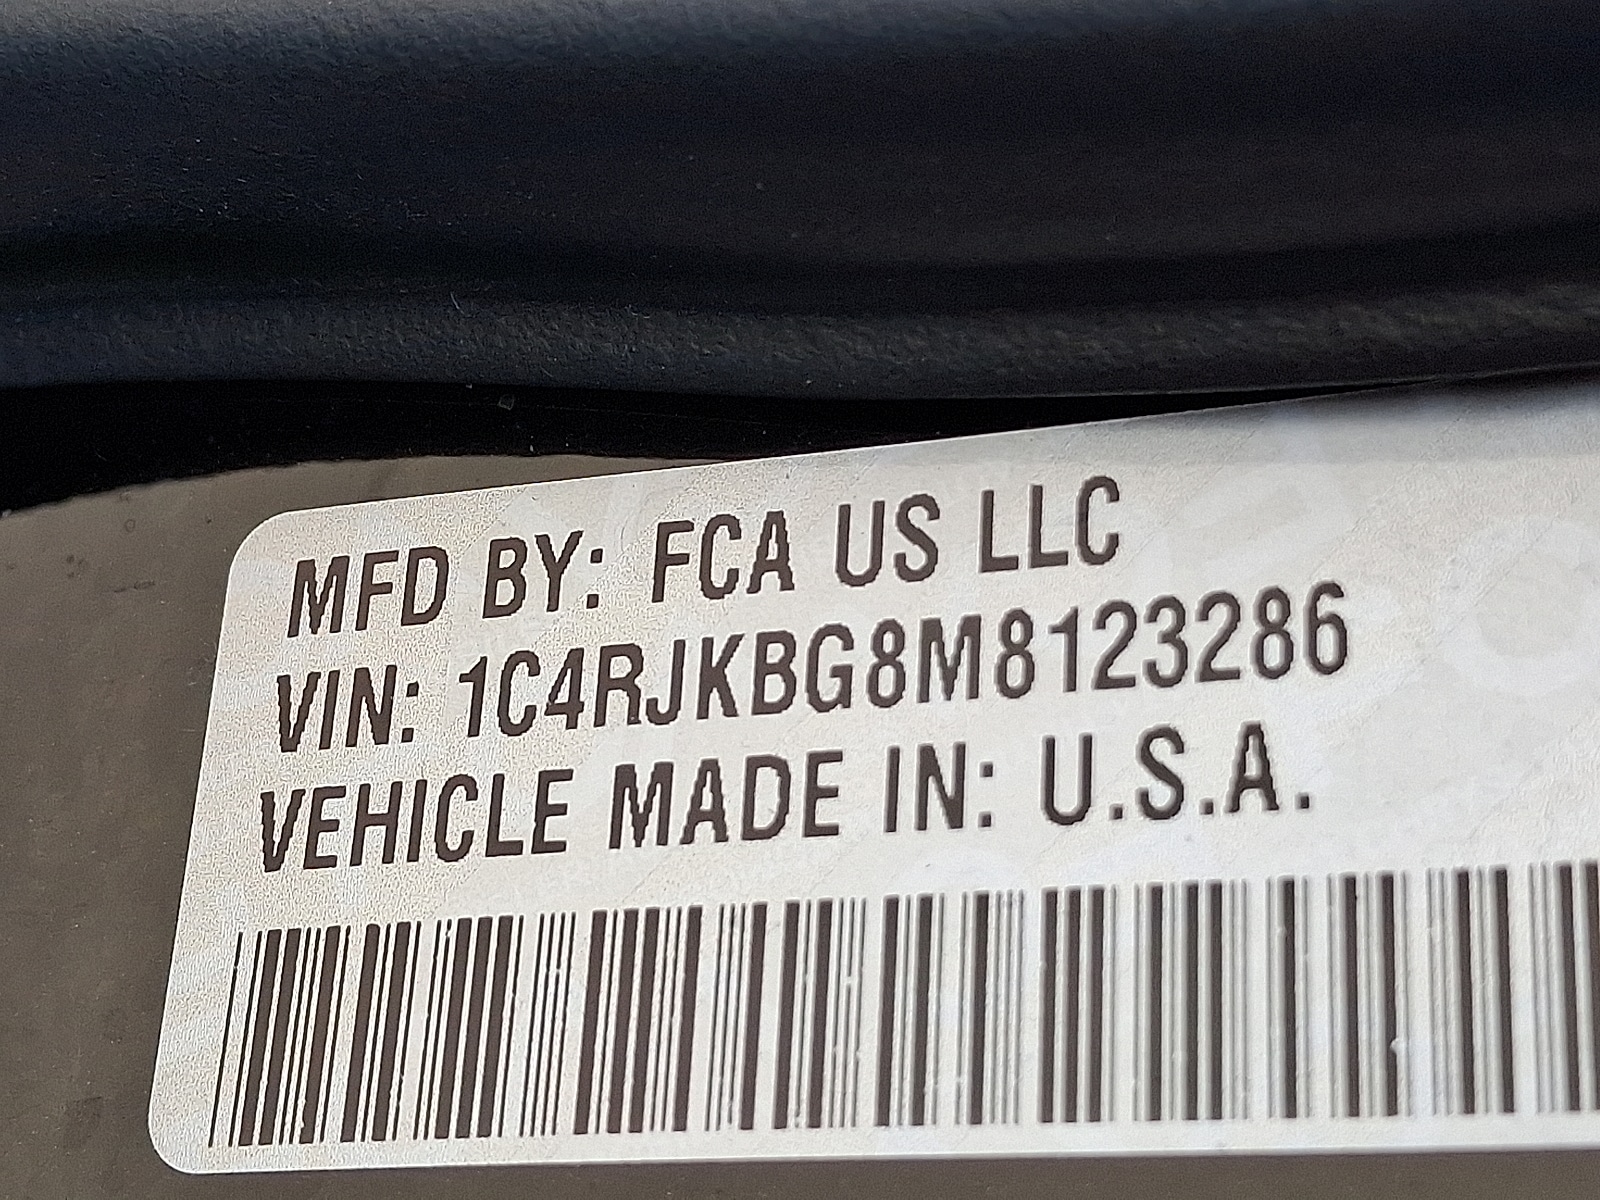 MFD BY: FCA US LLC
VIN: 1C4RJKBG8M8123286
VEHICLE MADE IN: U.S.A.